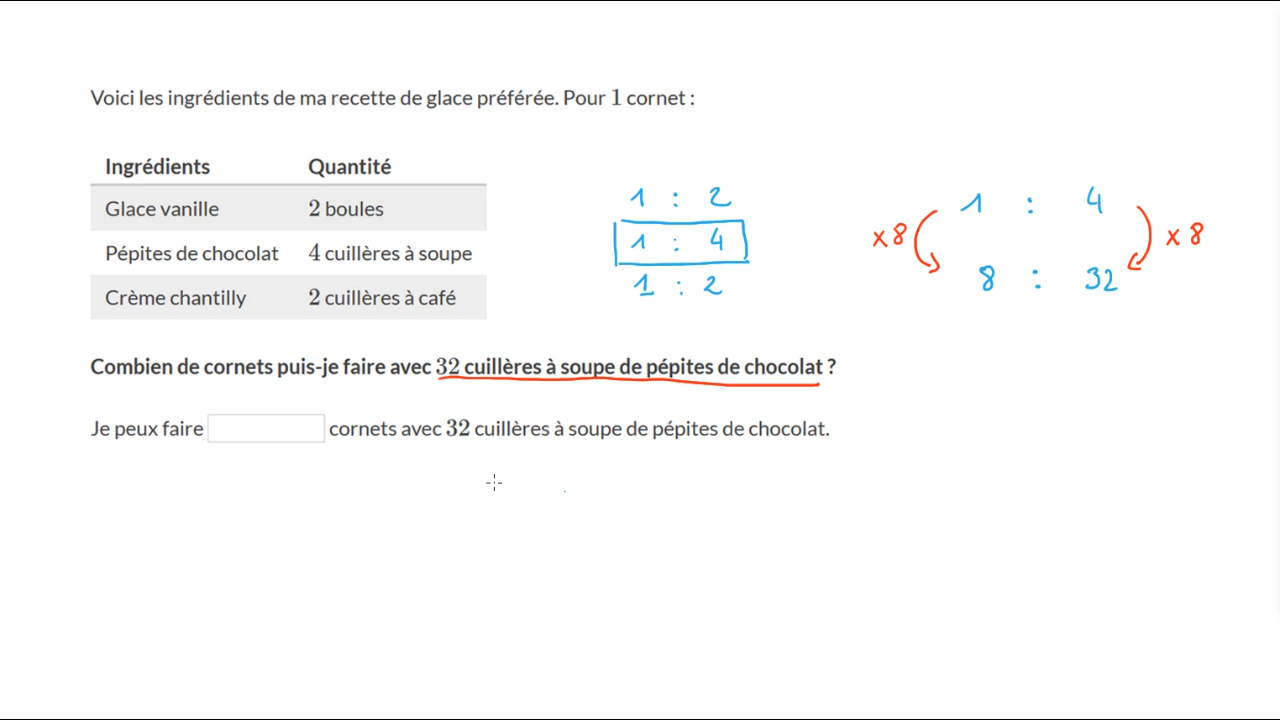 Voici les ingrédients de ma recette de glace préférée. Pour 1 cornet :
Ingrédients Quantité
Glace vanille 2 boules
Pépites de chocolat 4 cuillères à soupe
Crème chantilly 2 cuillères à café
1 : 2
1 : 4
1 : 2
1 : 4
x8 x8
8 : 32
Combien de cornets puis-je faire avec 32 cuillères à soupe de pépites de chocolat ?
Je peux faire cornets avec 32 cuillères à soupe de pépites de chocolat.